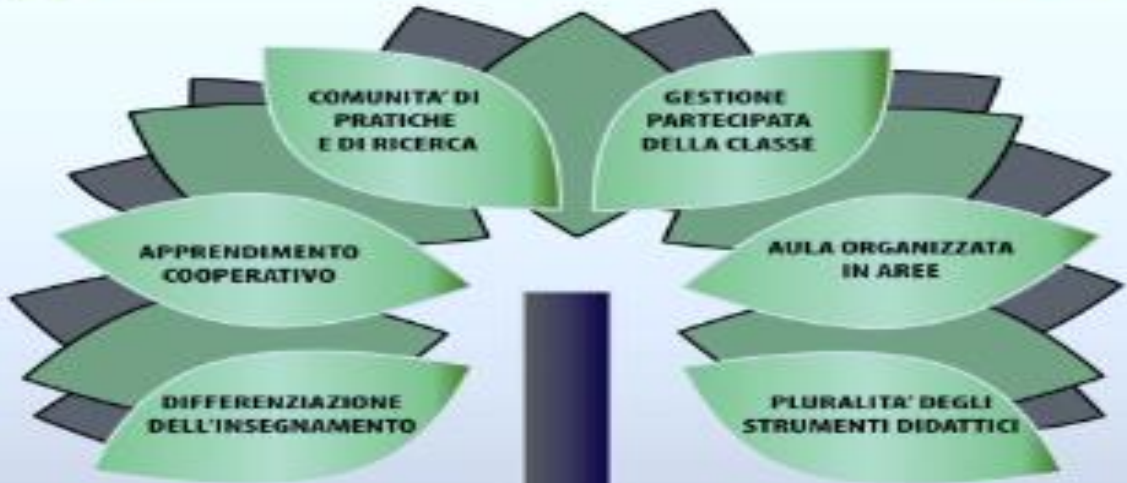 COMUNITA' DI
PRATICHE
E DI RICERCA
GESTIONE
PARTECIPATA
DELLA CLASSE
APPRENDIMENTO
COOPERATIVO
AULA ORGANIZZATA
IN AREE
DIFFERENZIAZIONE
DELL'INSEGNAMENTO
PLURALITA' DEGLI
STRUMENTI DIDATTICI